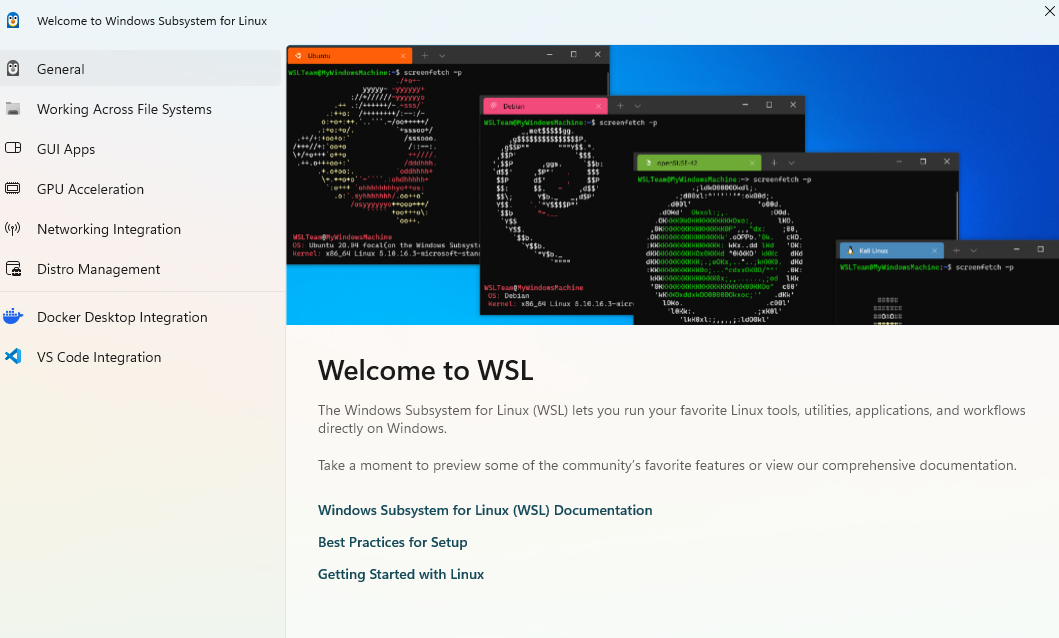 Welcome to Windows Subsystem for Linux
General
Working Across File Systems
GUI Apps
GPU Acceleration
Networking Integration
Distro Management
Docker Desktop Integration
VS Code Integration
Ubuntu
WSLTeam@MyWindowsMachine:~$ screenfetch -p
WSLTeam@MyWindowsMachine
OS: Ubuntu 20.04 focal(on the Windows Subsyst
Kernel: x86_64 Linux 5.10.16.3-microsoft-stan
Debian
WSLTeam@MyWindowsMachine:~$ screenfetch -p
WSLTeam@MyWindowsMachine
OS: Debian
Kernel: x86_64 Linux 5.10.16.3-micro
openSUSE-42
WSLTeam@MyWindowsMachine:~> screenfetch -p
Kali Linux
WSLTeam@MyWindowsMachine:~$ screenfetch -p
Welcome to WSL
The Windows Subsystem for Linux (WSL) lets you run your favorite Linux tools, utilities, applications, and workflows
directly on Windows.
Take a moment to preview some of the community's favorite features or view our comprehensive documentation.
Windows Subsystem for Linux (WSL) Documentation
Best Practices for Setup
Getting Started with Linux